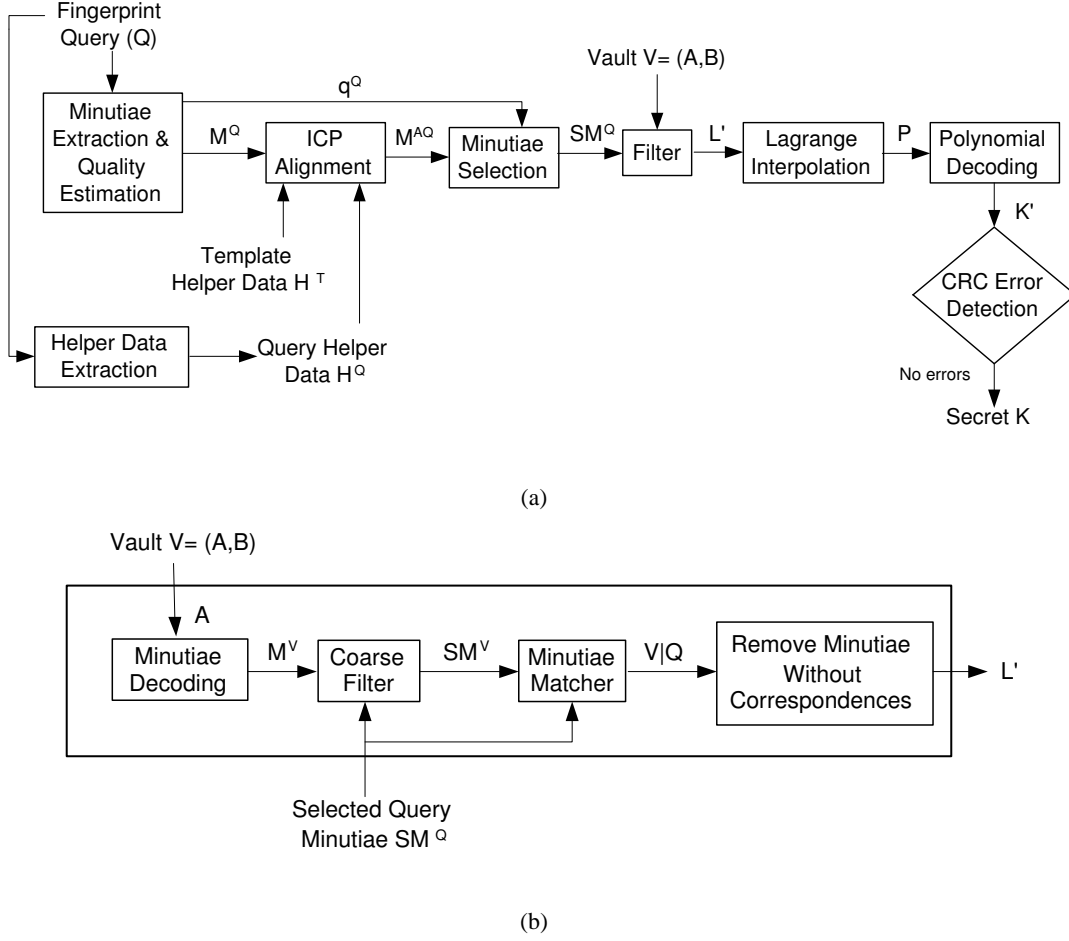 Fingerprint
Query (Q)
Vault V= (A,B)
q^Q
Minutiae
Extraction &
Quality
Estimation
M^Q
ICP
Alignment
M^AQ
Minutiae
Selection
SM^Q
Filter
L'
Lagrange
Interpolation
P
Polynomial
Decoding
K'
Template
Helper Data H ^T
CRC Error
Detection
Helper Data
Extraction
Query Helper
Data H^Q
No errors
Secret K
(a)
Vault V= (A,B)
A
Minutiae
Decoding
M^V
Coarse
Filter
SM^V
Minutiae
Matcher
V|Q
Remove Minutiae
Without
Correspondences
L'
Selected Query
Minutiae SM ^Q
(b)